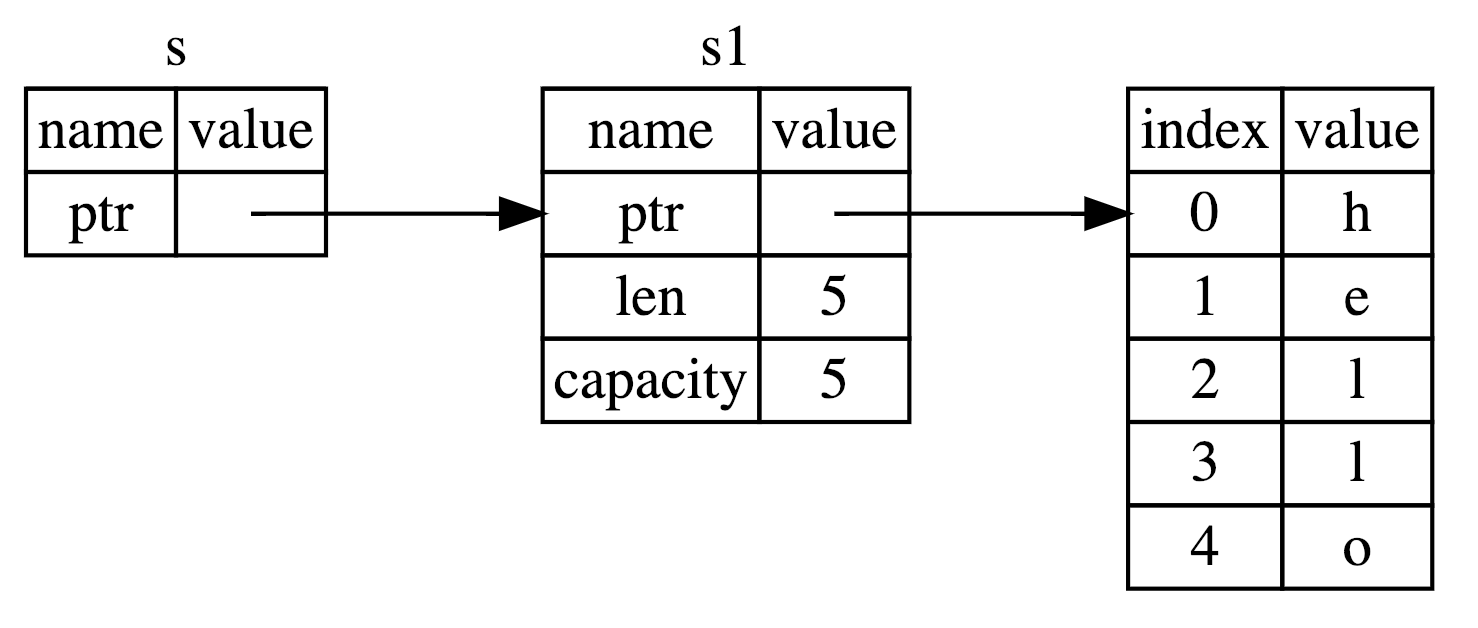 s
name value
ptr
s1
name value
ptr
len 5
capacity 5
index value
0 h
1 e
2 l
3 l
4 o